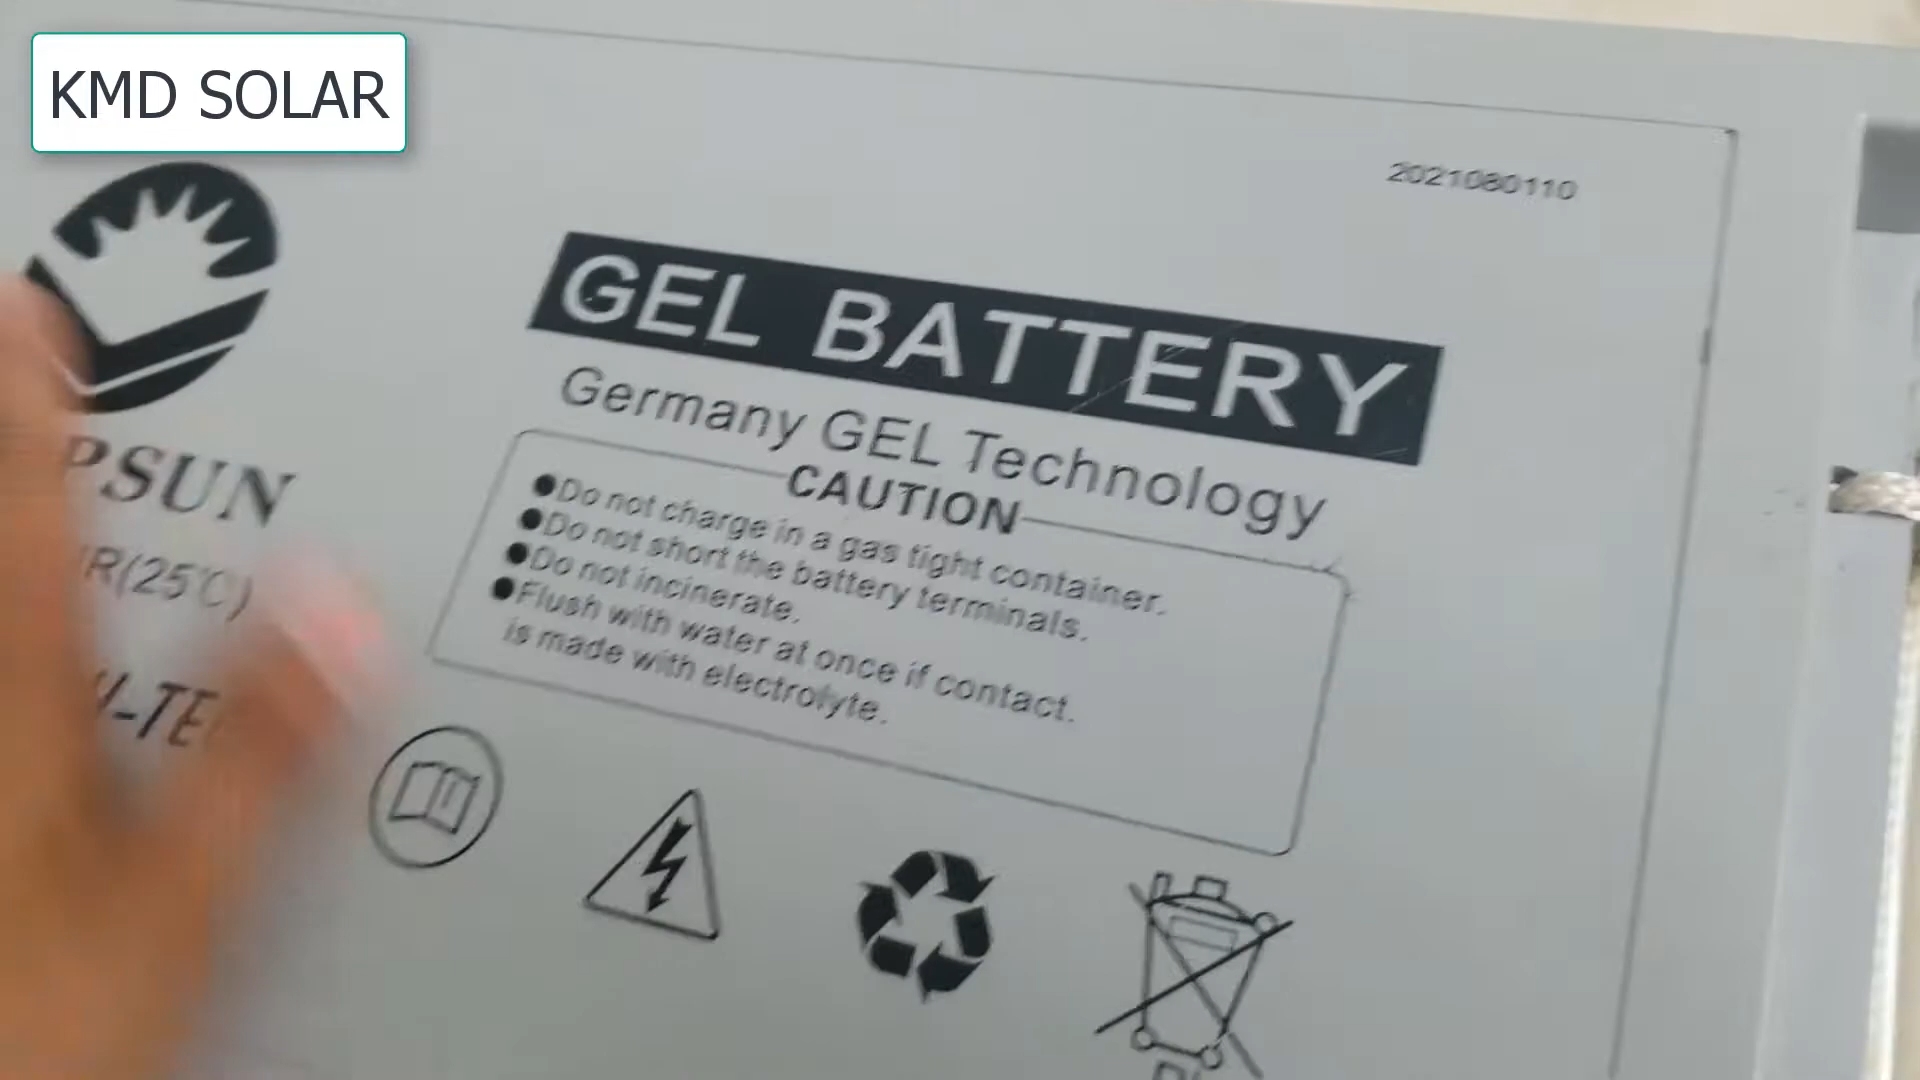 KMD SOLAR
2021080110
GEL BATTERY
Germany GEL Technology
CAUTION
●Do not charge in a gas tight container.
●Do not short the battery terminals.
●Do not incinerate.
●Flush with water at once if contact.
is made with electrolyte.
PSUN
R(25℃)